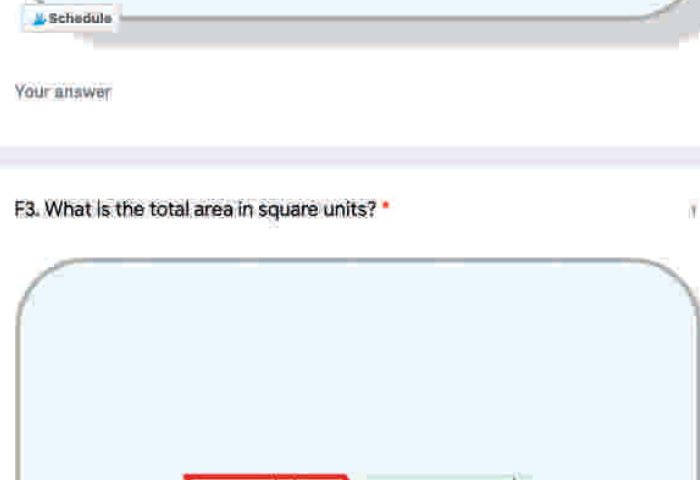 Schedule
Your answer
F3. What is the total area in square units? *